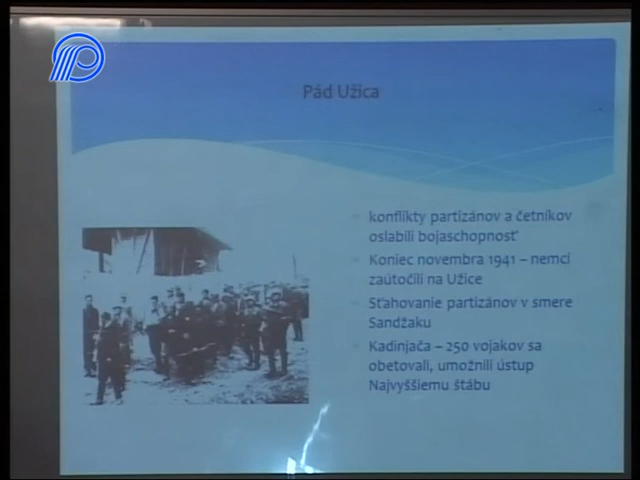 Pád Užica
konflikty partizánov a četnikov
oslabili bojaschopnosť
Koniec novembra 1941 – nemci
zaútočili na Užice
Sťahovanie partizánov v smere
Sandžaku
Kadinjača – 250 vojakov sa
obetovali, umožnili ústup
Najvyššiemu štábu